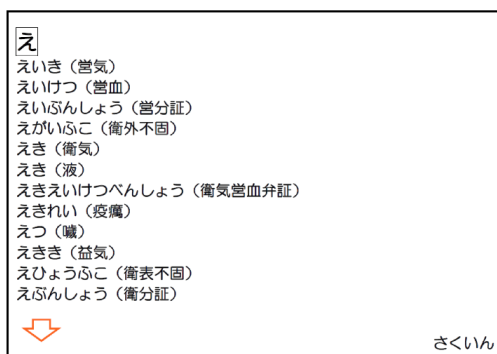 え
えいき（営気）
えいけつ（営血）
えいぶんしょう（営分証）
えがいふこ（衛外不固）
えき（衛気）
えき（液）
えきえいけつべんしょう（衛気営血弁証）
えきれい（疫癘）
えつ（噦）
えきき（益気）
えひょうふこ（衛表不固）
えぶんしょう（衛分証）
さくいん